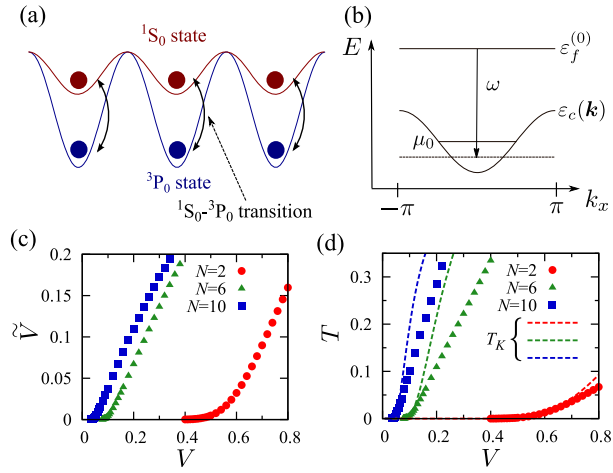 (a)
¹S₀ state
³P₀ state
¹S₀-³P₀ transition
(b)
E
ε_f^(0)
ω
ε_c(k)
μ₀
−π
π
k_x
(c)
0.2
0.15
0.1
0.05
0
Ṽ
N=2
N=6
N=10
0 0.2 0.4 0.6 0.8
V
(d)
0.3
0.2
0.1
0
T
N=2
N=6
N=10
T_K
0 0.2 0.4 0.6 0.8
V